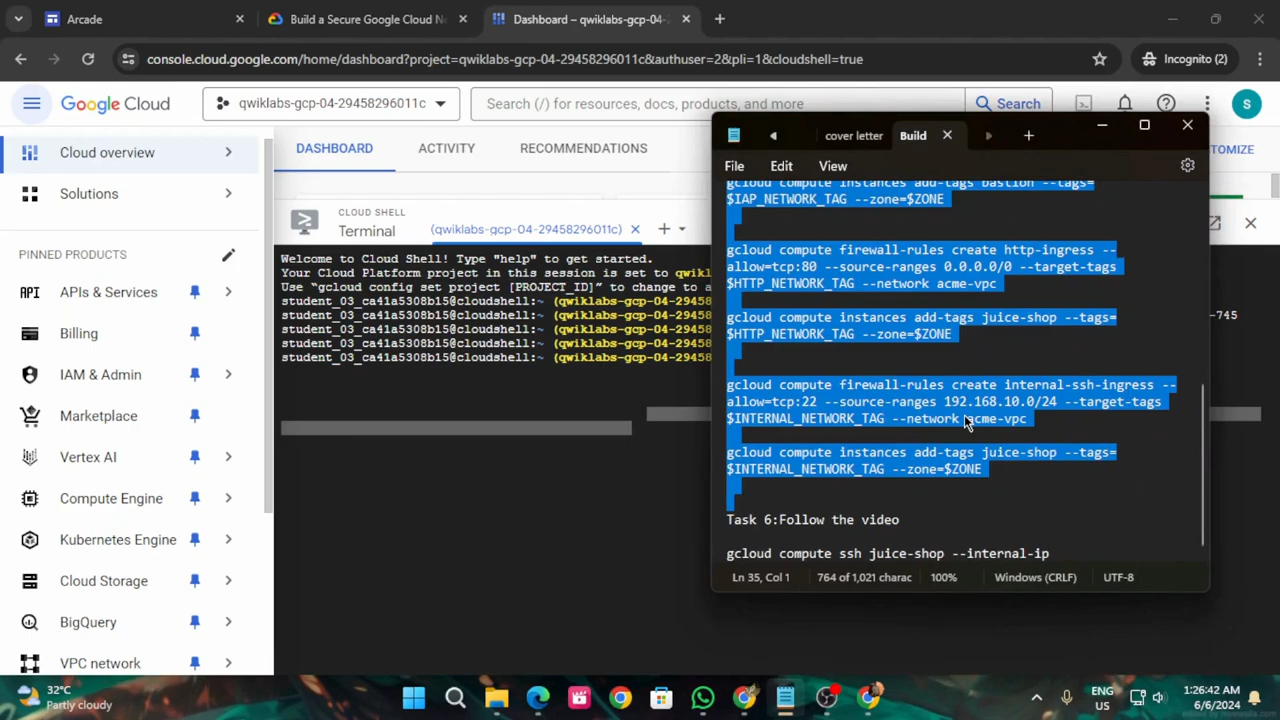 Arcade
Build a Secure Google Cloud N
Dashboard – qwiklabs-gcp-04-
console.cloud.google.com/home/dashboard?project=qwiklabs-gcp-04-29458296011c&authuser=2&pli=1&cloudshell=true
Incognito (2)
Google Cloud
qwiklabs-gcp-04-29458296011c
Search (/) for resources, docs, products, and more
Search
S
Cloud overview
Solutions
PINNED PRODUCTS
APIs & Services
Billing
IAM & Admin
Marketplace
Vertex AI
Compute Engine
Kubernetes Engine
Cloud Storage
BigQuery
VPC network
DASHBOARD
ACTIVITY
RECOMMENDATIONS
CUSTOMIZE
CLOUD SHELL
Terminal
(qwiklabs-gcp-04-29458296011c)
Welcome to Cloud Shell! Type "help" to get started.
Your Cloud Platform project in this session is set to qwikl
Use "gcloud config set project [PROJECT_ID]" to change to a
student_03_ca41a5308b15@cloudshell:~ (qwiklabs-gcp-04-29458
student_03_ca41a5308b15@cloudshell:~ (qwiklabs-gcp-04-29458
-745
student_03_ca41a5308b15@cloudshell:~ (qwiklabs-gcp-04-29458
student_03_ca41a5308b15@cloudshell:~ (qwiklabs-gcp-04-29458
student_03_ca41a5308b15@cloudshell:~ (qwiklabs-gcp-04-29458
cover letter
Build
File
Edit
View
gcloud compute instances add-tags bastion --tags=
$IAP_NETWORK_TAG --zone=$ZONE
gcloud compute firewall-rules create http-ingress --
allow=tcp:80 --source-ranges 0.0.0.0/0 --target-tags
$HTTP_NETWORK_TAG --network acme-vpc
gcloud compute instances add-tags juice-shop --tags=
$HTTP_NETWORK_TAG --zone=$ZONE
gcloud compute firewall-rules create internal-ssh-ingress --
allow=tcp:22 --source-ranges 192.168.10.0/24 --target-tags
$INTERNAL_NETWORK_TAG --network acme-vpc
gcloud compute instances add-tags juice-shop --tags=
$INTERNAL_NETWORK_TAG --zone=$ZONE
Task 6:Follow the video
gcloud compute ssh juice-shop --internal-ip
Ln 35, Col 1
764 of 1,021 charac
100%
Windows (CRLF)
UTF-8
32°C
Partly cloudy
ENG
US
1:26:42 AM
6/6/2024